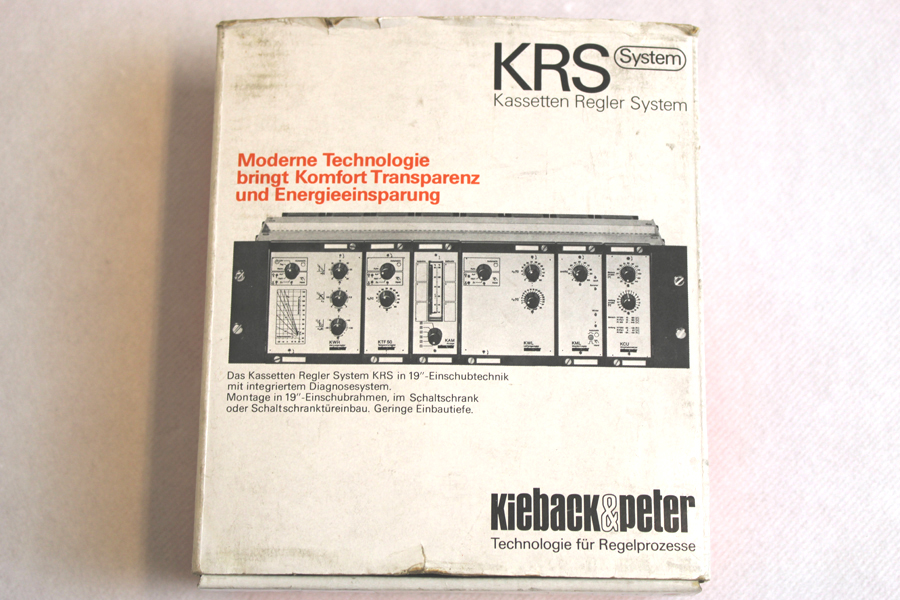 KRS System
Kassetten Regler System
Moderne Technologie
bringt Komfort Transparenz
und Energieeinsparung
KWH
KTF 90
KAM
KML
KML
KCU
Das Kassetten Regler System KRS in 19"-Einschubtechnik
mit integriertem Diagnosesystem.
Montage in 19"-Einschubrahmen, im Schaltschrank
oder Schaltschranktüreinbau. Geringe Einbautiefe.
Kieback&peter
Technologie für Regelprozesse